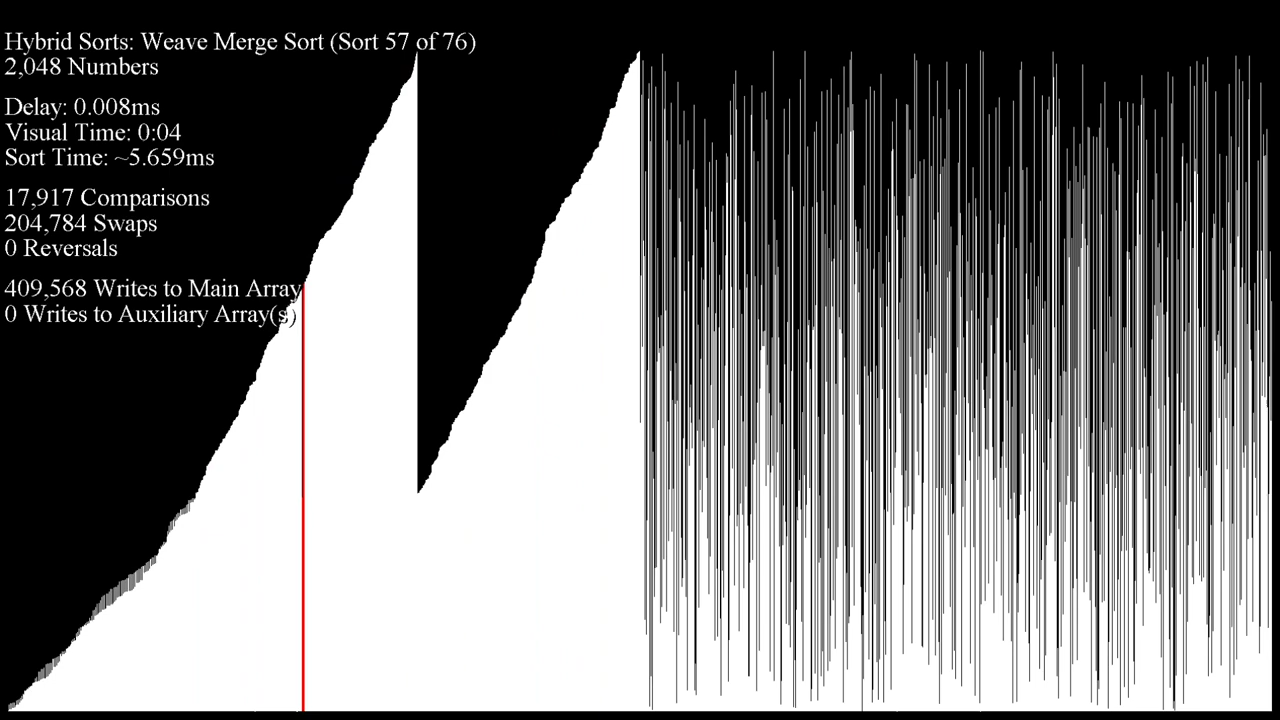 Hybrid Sorts: Weave Merge Sort (Sort 57 of 76)
2,048 Numbers
Delay: 0.008ms
Visual Time: 0:04
Sort Time: ~5.659ms
17,917 Comparisons
204,784 Swaps
0 Reversals
409,568 Writes to Main Array
0 Writes to Auxiliary Array(s)